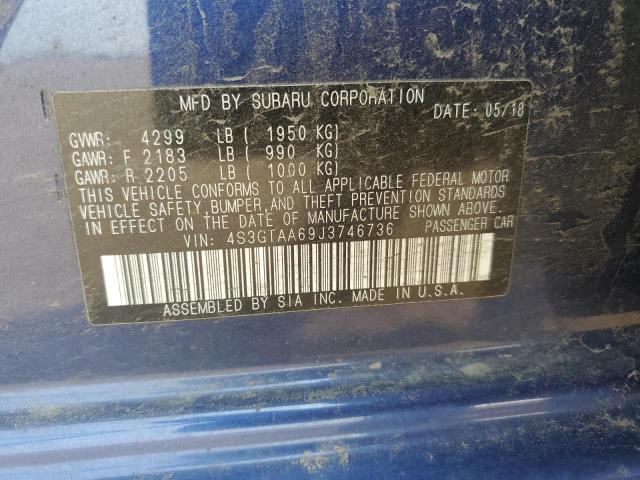 MFD BY SUBARU CORPORATION DATE: 05/18
GVWR: 4299 LB (1950 KG)
GAWR: F 2183 LB (990 KG)
GAWR: R 2205 LB (1000 KG)
THIS VEHICLE CONFORMS TO ALL APPLICABLE FEDERAL MOTOR
VEHICLE SAFETY, BUMPER, AND THEFT PREVENTION STANDARDS
IN EFFECT ON THE DATE OF MANUFACTURE SHOWN ABOVE.
VIN: 4S3GTAA69J3746736 PASSENGER CAR
ASSEMBLED BY SIA INC. MADE IN U.S.A.